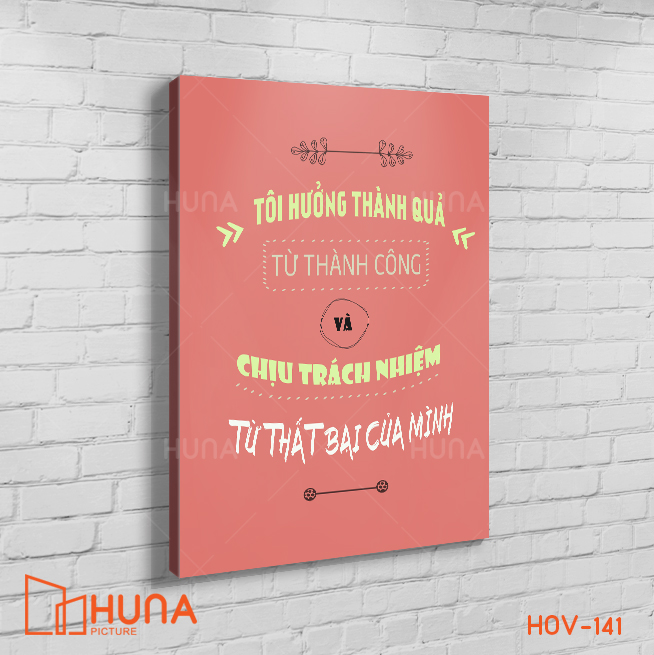 TÔI HƯỞNG THÀNH QUẢ
TỪ THÀNH CÔNG
VÀ
CHỊU TRÁCH NHIỆM
TỪ THẤT BẠI CỦA MÌNH
HUNA
HUNA
HUNA
HUNA
HUNA
PICTURE
HOV-141